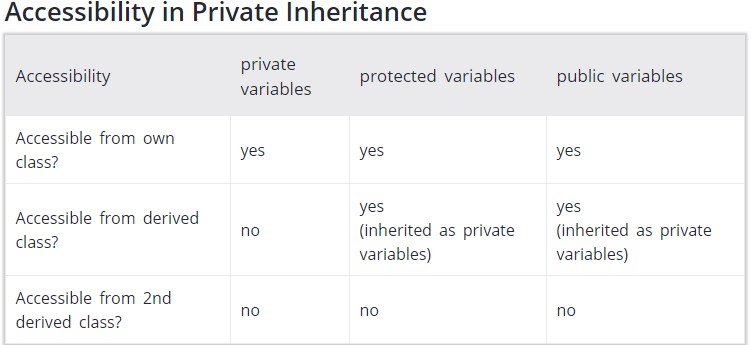 Accessibility in Private Inheritance
Accessibility
private
variables
protected variables
public variables
Accessible from own
class?
yes
yes
yes
Accessible from derived
class?
no
yes
(inherited as private
variables)
yes
(inherited as private
variables)
Accessible from 2nd
derived class?
no
no
no